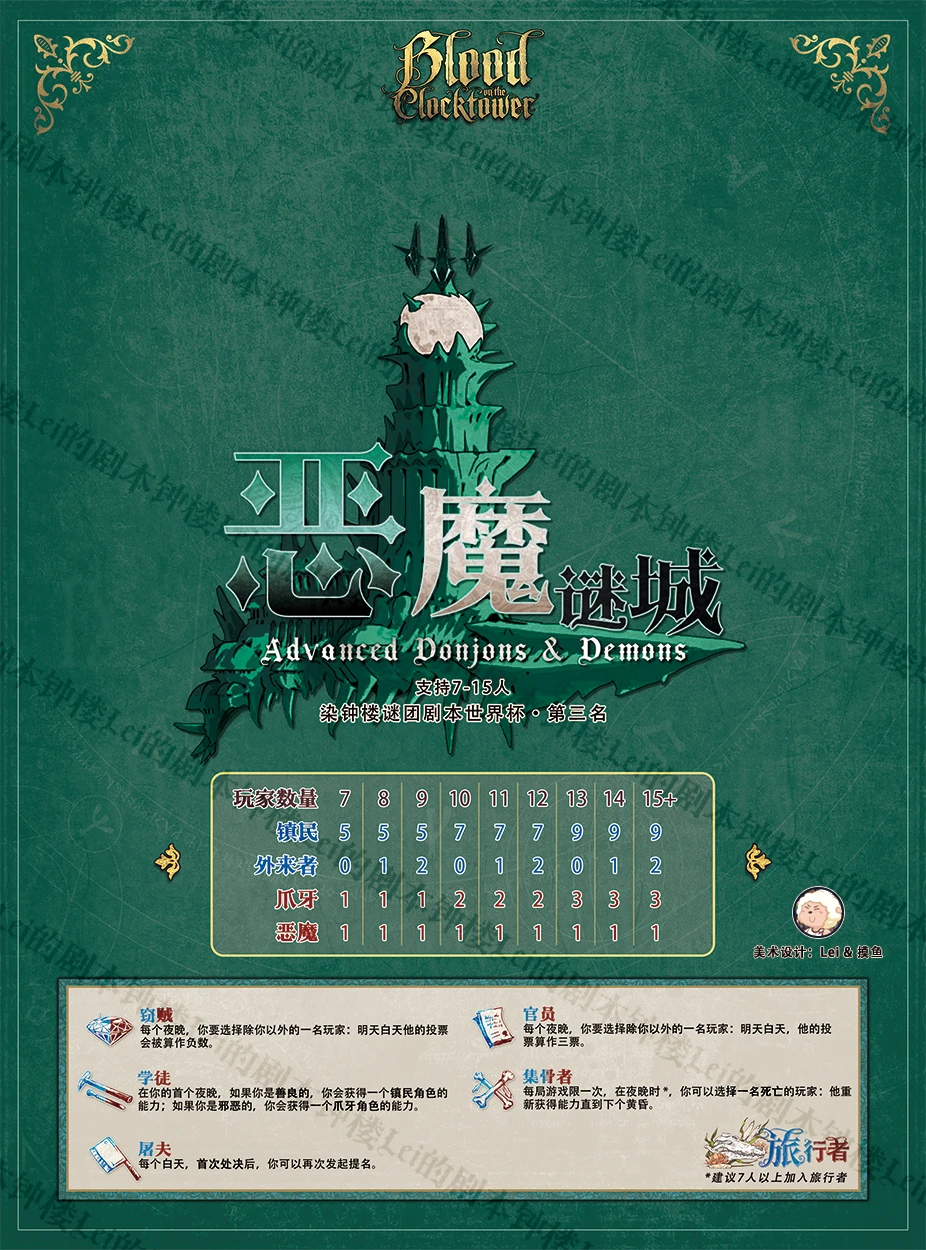 Blood
on the
Clocktower
恶魔谜城
Advanced Donjons & Demons
支持7-15人
染钟楼谜团剧本世界杯·第三名
玩家数量 7 8 9 10 11 12 13 14 15+
镇民 5 5 5 7 7 7 9 9 9
外来者 0 1 2 0 1 2 0 1 2
爪牙 1 1 1 2 2 2 3 3 3
恶魔 1 1 1 1 1 1 1 1 1
美术设计：Lei & 摸鱼
窃贼
每个夜晚，你要选择除你以外的一名玩家：明天白天他的投票
会被算作负数。
学徒
在你的首个夜晚，如果你是善良的，你会获得一个镇民角色的
能力；如果你是邪恶的，你会获得一个爪牙角色的能力。
屠夫
每个白天，首次处决后，你可以再次发起提名。
官员
每个夜晚，你要选择除你以外的一名玩家：明天白天，他的投
票算作三票。
集骨者
每局游戏限一次，在夜晚时*，你可以选择一名死亡的玩家：他重
新获得能力直到下个黄昏。
旅行者
*建议7人以上加入旅行者
钟楼Lei的剧本